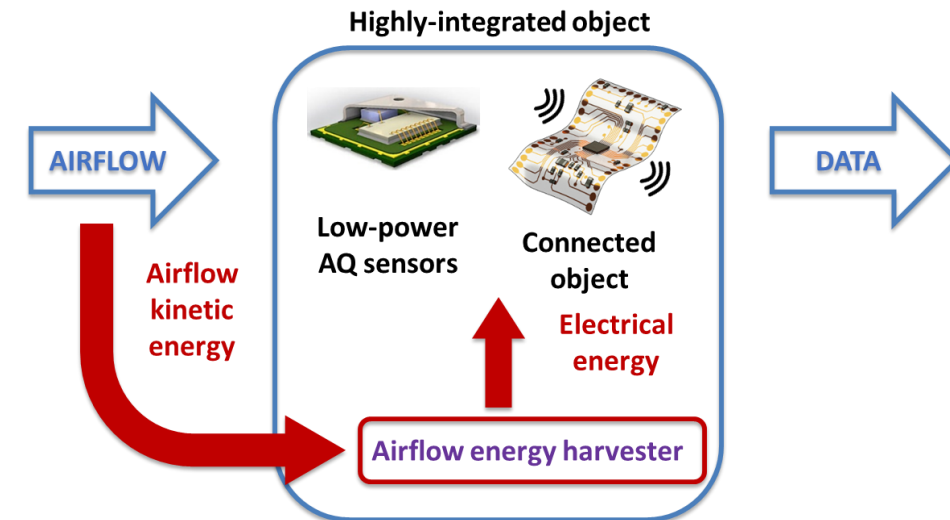 Highly-integrated object
AIRFLOW
DATA
Low-power
AQ sensors
Connected
object
Airflow
kinetic
energy
Electrical
energy
Airflow energy harvester